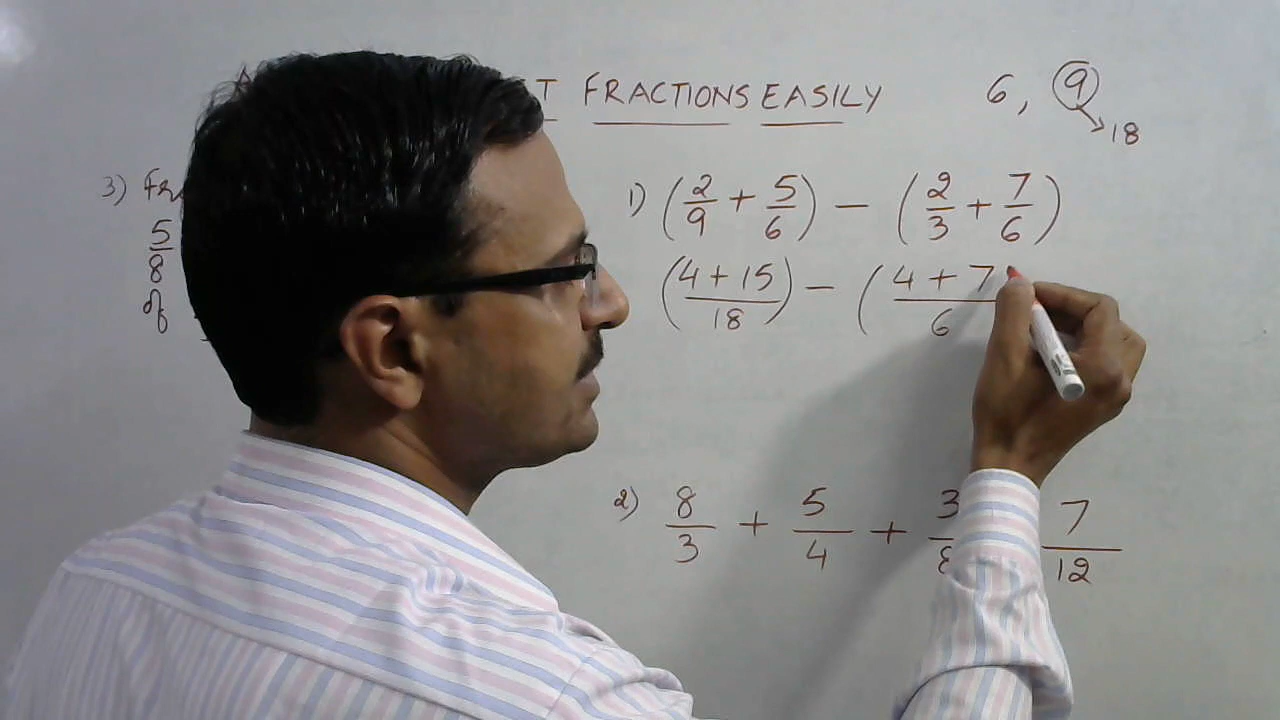 FRACTIONS EASILY
6, 9
18
1) (2/9 + 5/6) - (2/3 + 7/6)
(4 + 15)/18 - (4 + 7/6
2) 8/3 + 5/4 + 3/8 7/12
3)
5/8
of